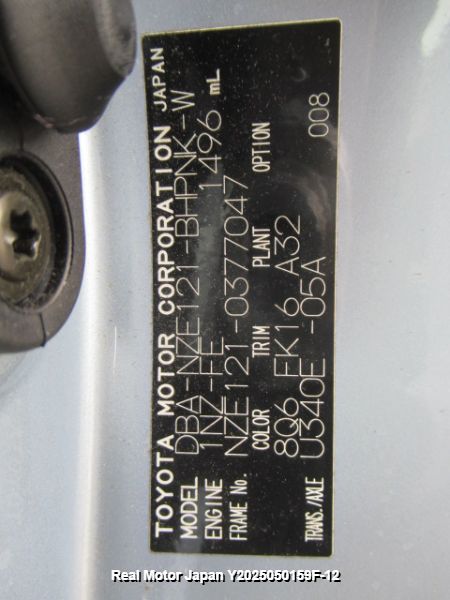 TOYOTA MOTOR CORPORATION JAPAN
MODEL DBA-NZE121-BHPNK-W
ENGINE 1NZ-FE 1496 mL
FRAME No. NZE121-0377047
COLOR TRIM PLANT OPTION
8Q6 FK16 A32 008
TRANS./AXLE U340E -05A
Real Motor Japan Y2025050159F-12